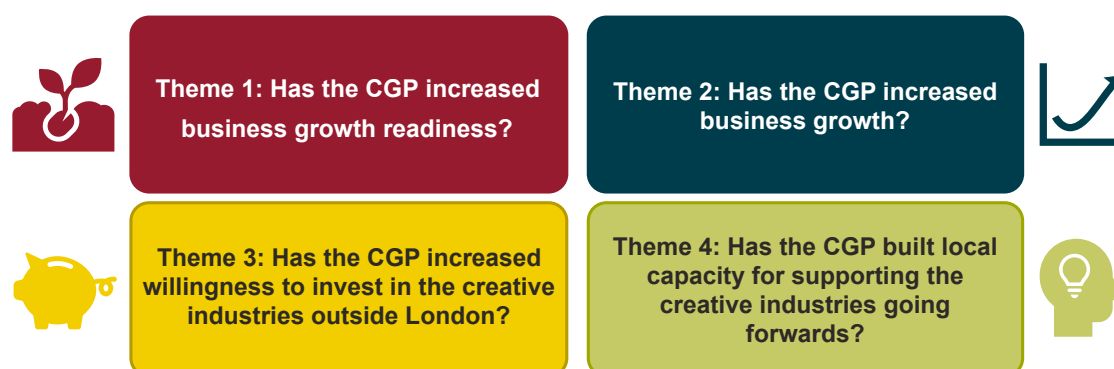 Theme 1: Has the CGP increased
business growth readiness?
Theme 2: Has the CGP increased
business growth?
Theme 3: Has the CGP increased
willingness to invest in the creative
industries outside London?
Theme 4: Has the CGP built local
capacity for supporting the
creative industries going
forwards?